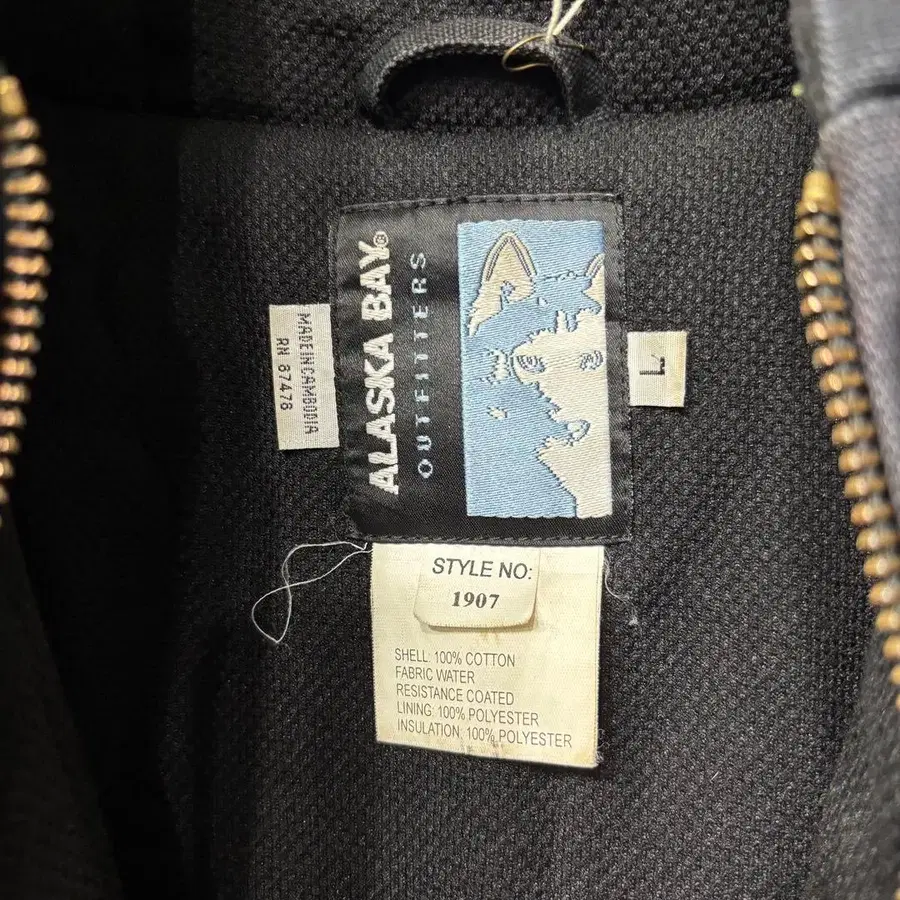 MADE IN CAMBODIA
RN 87478
ALASKA BAY®
OUTFITTERS
L
STYLE NO:
1907
SHELL: 100% COTTON
FABRIC WATER
RESISTANCE COATED
LINING: 100% POLYESTER
INSULATION: 100% POLYESTER